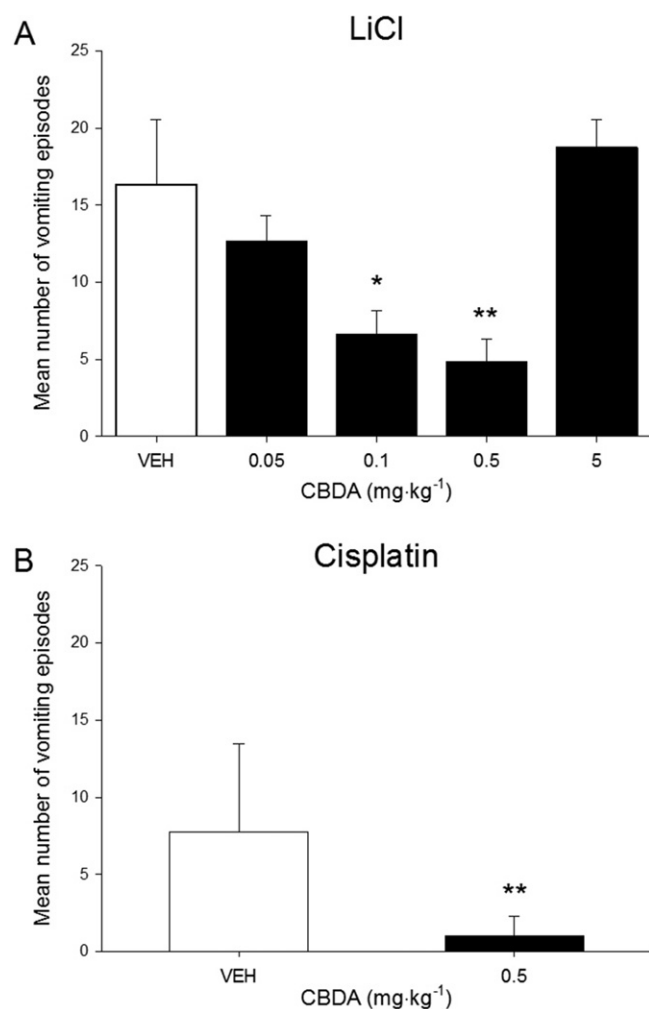 A
LiCl
Mean number of vomiting episodes
25
20
15
10
5
0
*
**
VEH 0.05 0.1 0.5 5
CBDA (mg·kg⁻¹)
B
Cisplatin
Mean number of vomiting episodes
25
20
15
10
5
0
**
VEH 0.5
CBDA (mg·kg⁻¹)